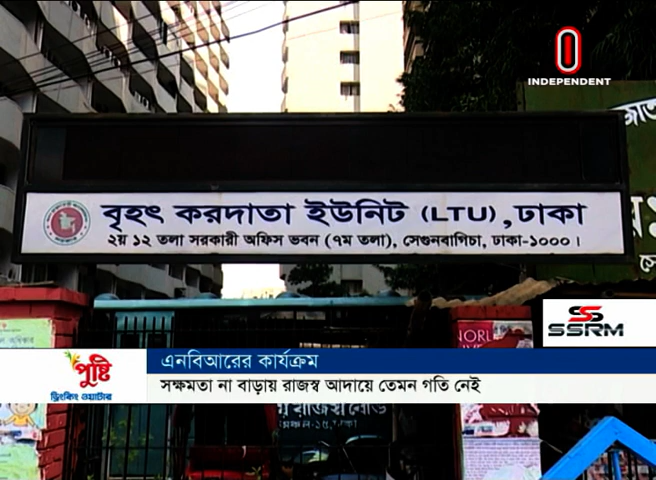 INDEPENDENT
বৃহৎ করদাতা ইউনিট (LTU), ঢাকা
২য় ১২ তলা সরকারী অফিস ভবন (৭ম তলা), সেগুনবাগিচা, ঢাকা-১০০০।
SSRM
পুষ্টি
ড্রিংকিং ওয়াটার
এনবিআরের কার্যক্রম
সক্ষমতা না বাড়ায় রাজস্ব আদায়ে তেমন গতি নেই